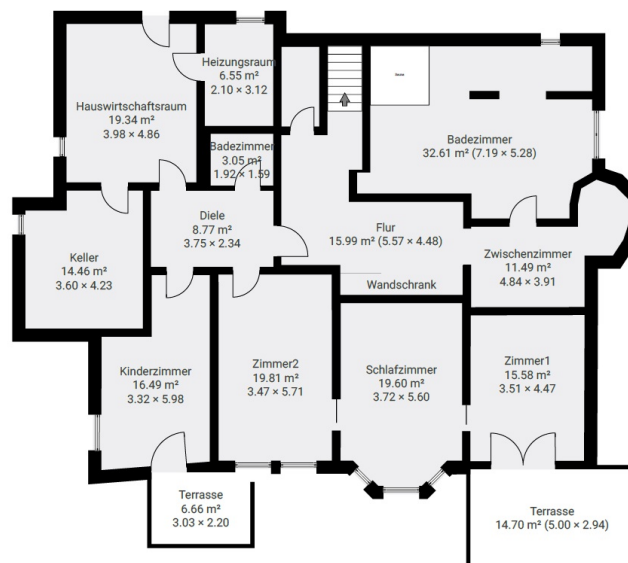 Heizungsraum
6.55 m²
2.10 × 3.12
Hauswirtschaftsraum
19.34 m²
3.98 × 4.86
Badezimmer
3.05 m²
1.92 × 1.59
Badezimmer
32.61 m² (7.19 × 5.28)
Diele
8.77 m²
3.75 × 2.34
Flur
15.99 m² (5.57 × 4.48)
Keller
14.46 m²
3.60 × 4.23
Zwischenzimmer
11.49 m²
4.84 × 3.91
Wandschrank
Kinderzimmer
16.49 m²
3.32 × 5.98
Zimmer2
19.81 m²
3.47 × 5.71
Schlafzimmer
19.60 m²
3.72 × 5.60
Zimmer1
15.58 m²
3.51 × 4.47
Terrasse
6.66 m²
3.03 × 2.20
Terrasse
14.70 m² (5.00 × 2.94)